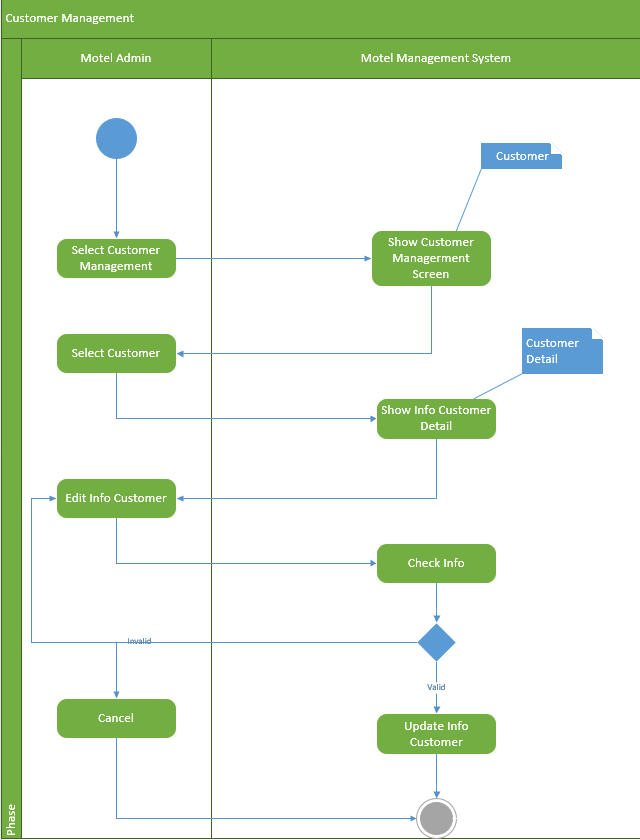 Customer Management
Motel Admin
Motel Management System
Customer
Select Customer
Management
Show Customer
Managerment
Screen
Select Customer
Customer
Detail
Show Info Customer
Detail
Edit Info Customer
Check Info
Invalid
Valid
Cancel
Update Info
Customer
Phase